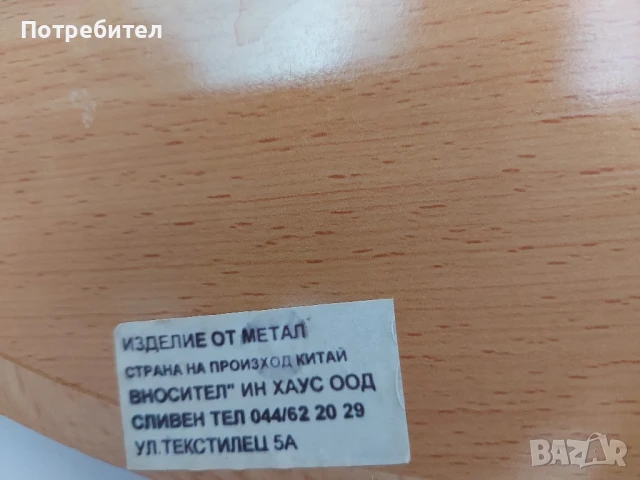 Потребител
ИЗДЕЛИЕ ОТ МЕТАЛ
СТРАНА НА ПРОИЗХОД КИТАЙ
ВНОСИТЕЛ" ИН ХАУС ООД
СЛИВЕН ТЕЛ 044/62 20 29
УЛ.ТЕКСТИЛЕЦ 5А
BAZAR